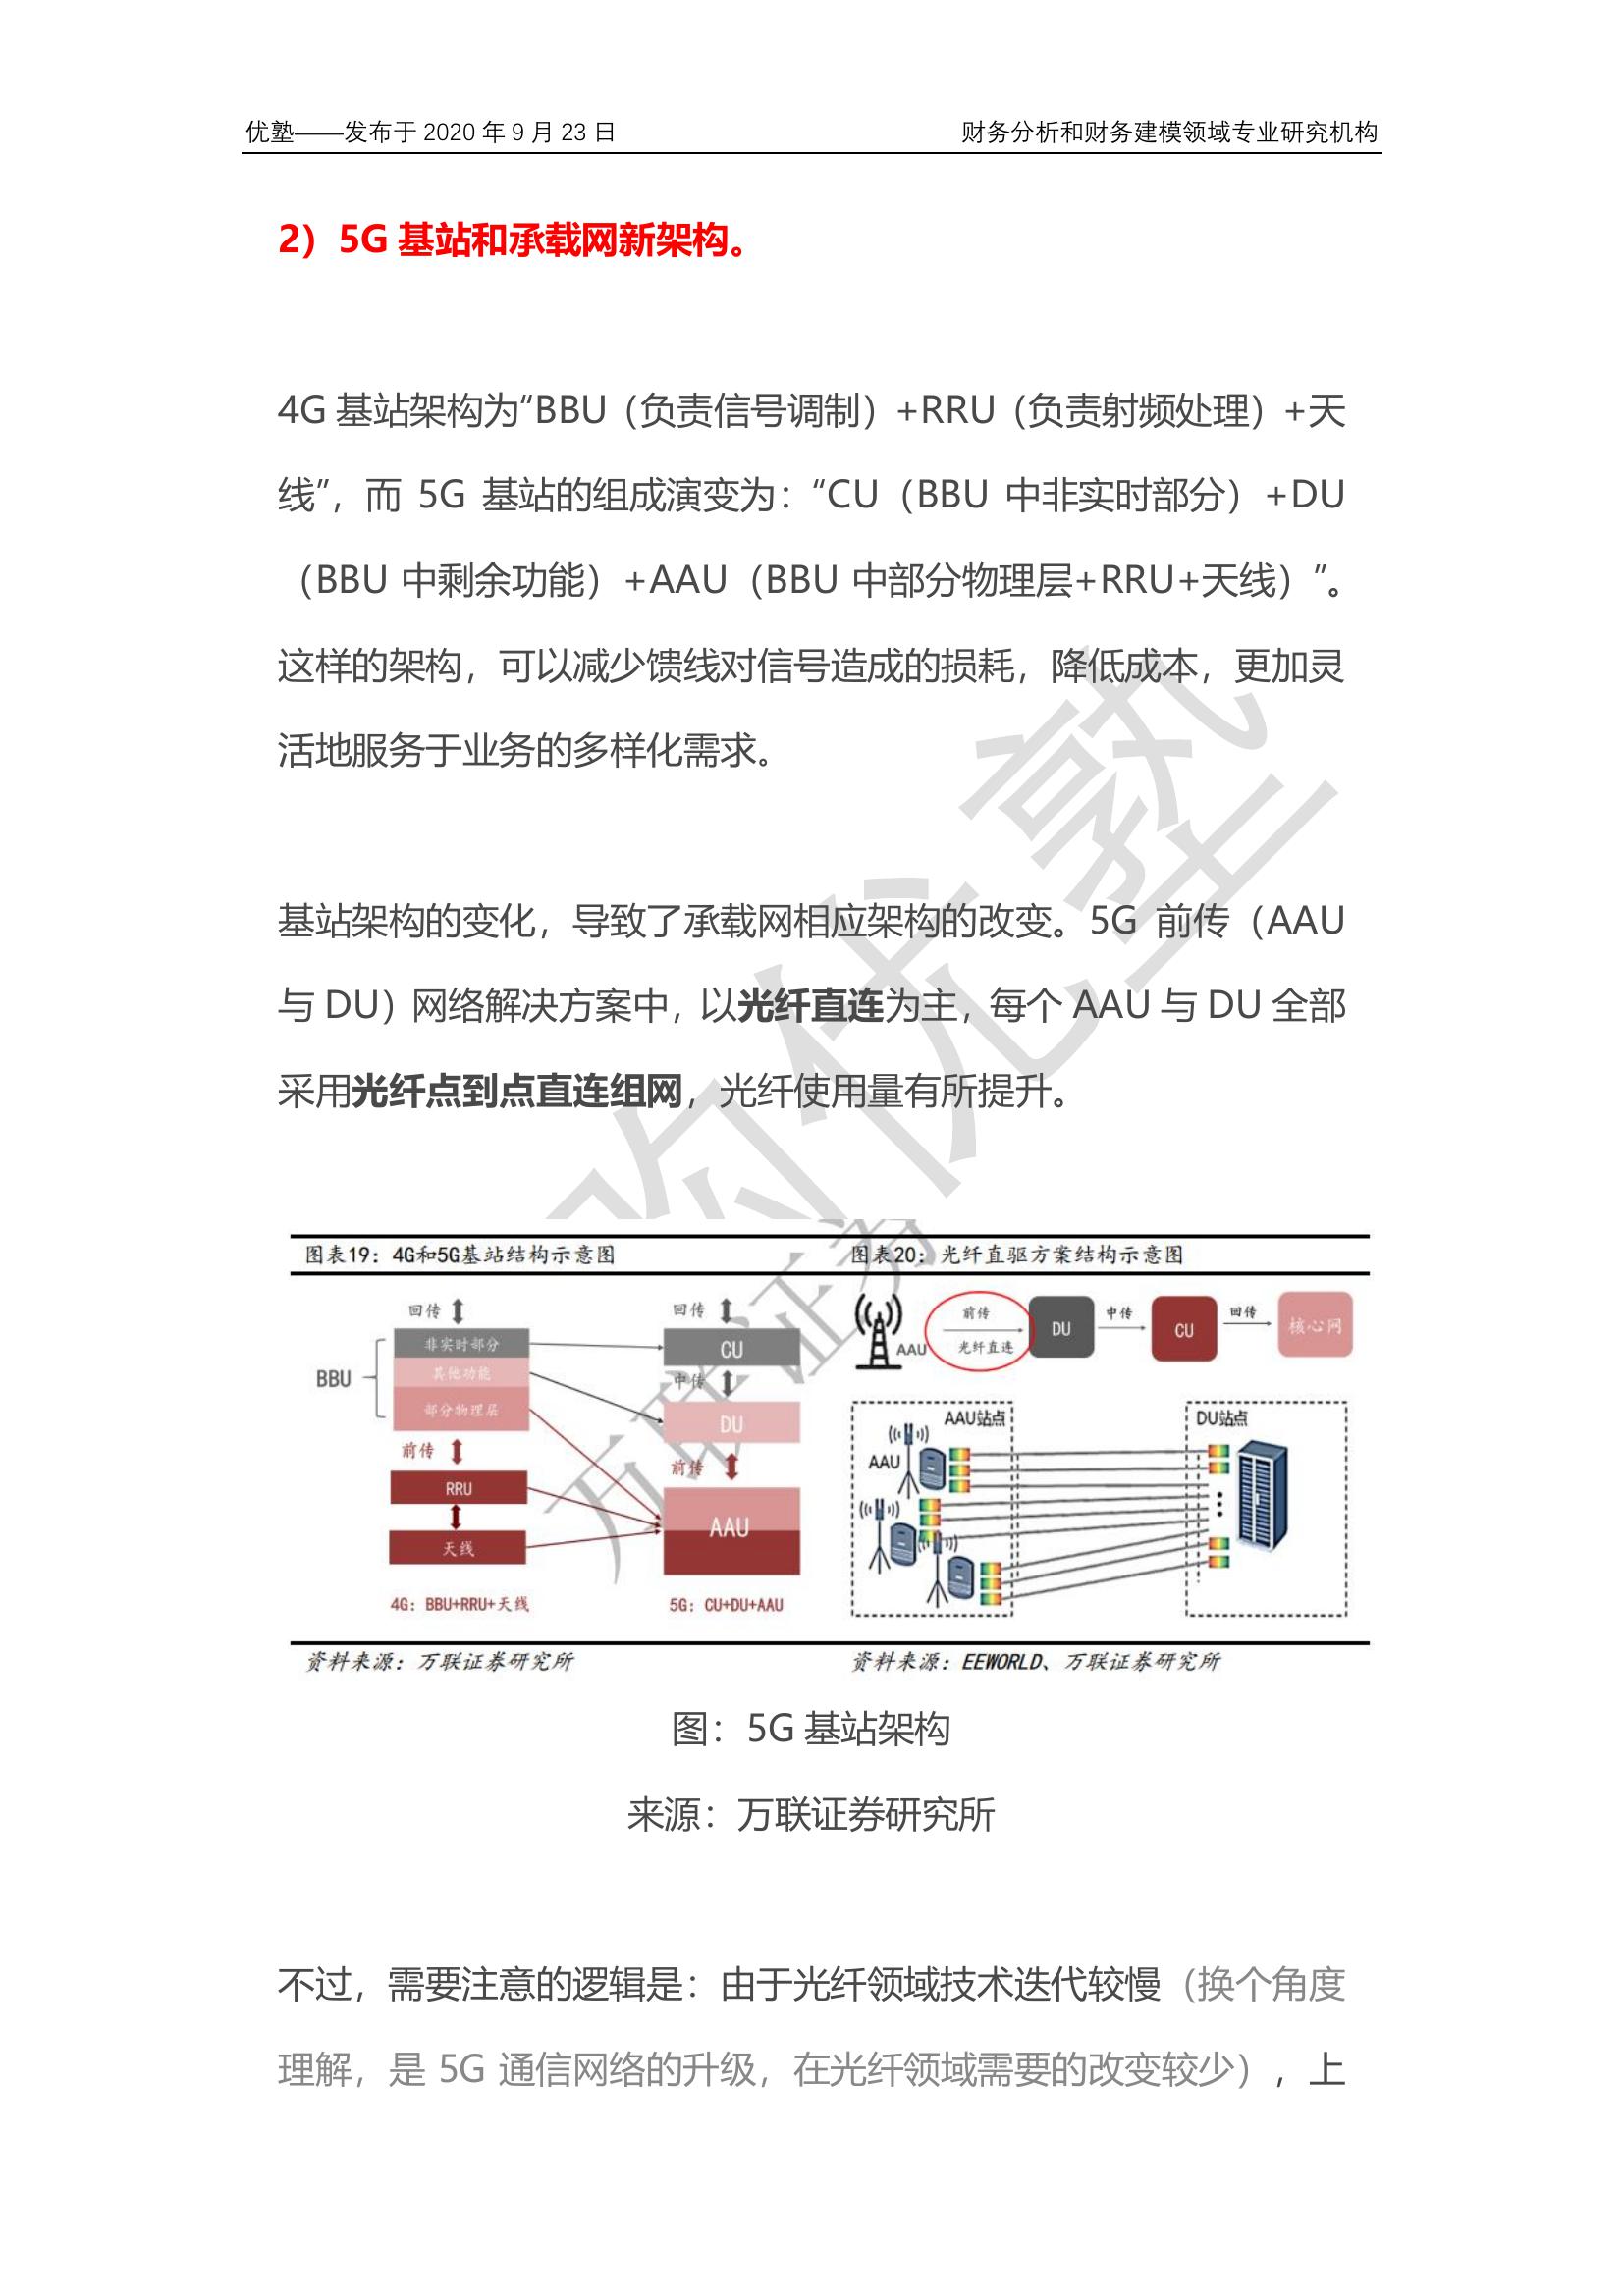 优塾——发布于 2020 年 9 月 23 日
财务分析和财务建模领域专业研究机构
2）5G 基站和承载网新架构。
4G 基站架构为“BBU（负责信号调制）+RRU（负责射频处理）+天
线”，而 5G 基站的组成演变为：“CU（BBU 中非实时部分）+DU
（BBU 中剩余功能）+AAU（BBU 中部分物理层+RRU+天线）”。
这样的架构，可以减少馈线对信号造成的损耗，降低成本，更加灵
活地服务于业务的多样化需求。
基站架构的变化，导致了承载网相应架构的改变。5G 前传（AAU
与 DU）网络解决方案中，以光纤直连为主，每个 AAU 与 DU 全部
采用光纤点到点直连组网，光纤使用量有所提升。
图表19：4G和5G基站结构示意图
回传
BBU
非实时部分
其他功能
部分物理层
前传
RRU
天线
4G：BBU+RRU+天线
回传
CU
中传
DU
前传
AAU
5G：CU+DU+AAU
资料来源：万联证券研究所
图表20：光纤直驱方案结构示意图
AAU
前传
光纤直连
DU
中传
CU
回传
核心网
AAU站点
AAU
DU站点
资料来源：EEWORLD、万联证券研究所
万联证券
优塾
图：5G 基站架构
来源：万联证券研究所
不过，需要注意的逻辑是：由于光纤领域技术迭代较慢（换个角度
理解，是 5G 通信网络的升级，在光纤领域需要的改变较少），上